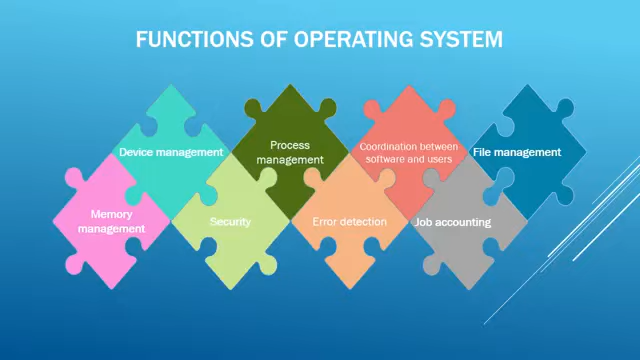 FUNCTIONS OF OPERATING SYSTEM
Device management
Process
management
Coordination between
software and users
File management
Memory
management
Security
Error detection
Job accounting